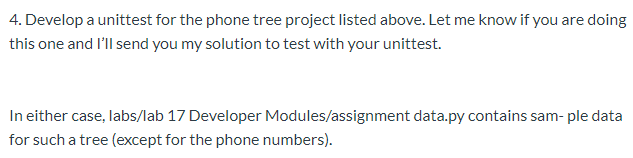 4. Develop a unittest for the phone tree project listed above. Let me know if you are doing
this one and I'll send you my solution to test with your unittest.
In either case, labs/lab 17 Developer Modules/assignment data.py contains sam- ple data
for such a tree (except for the phone numbers).